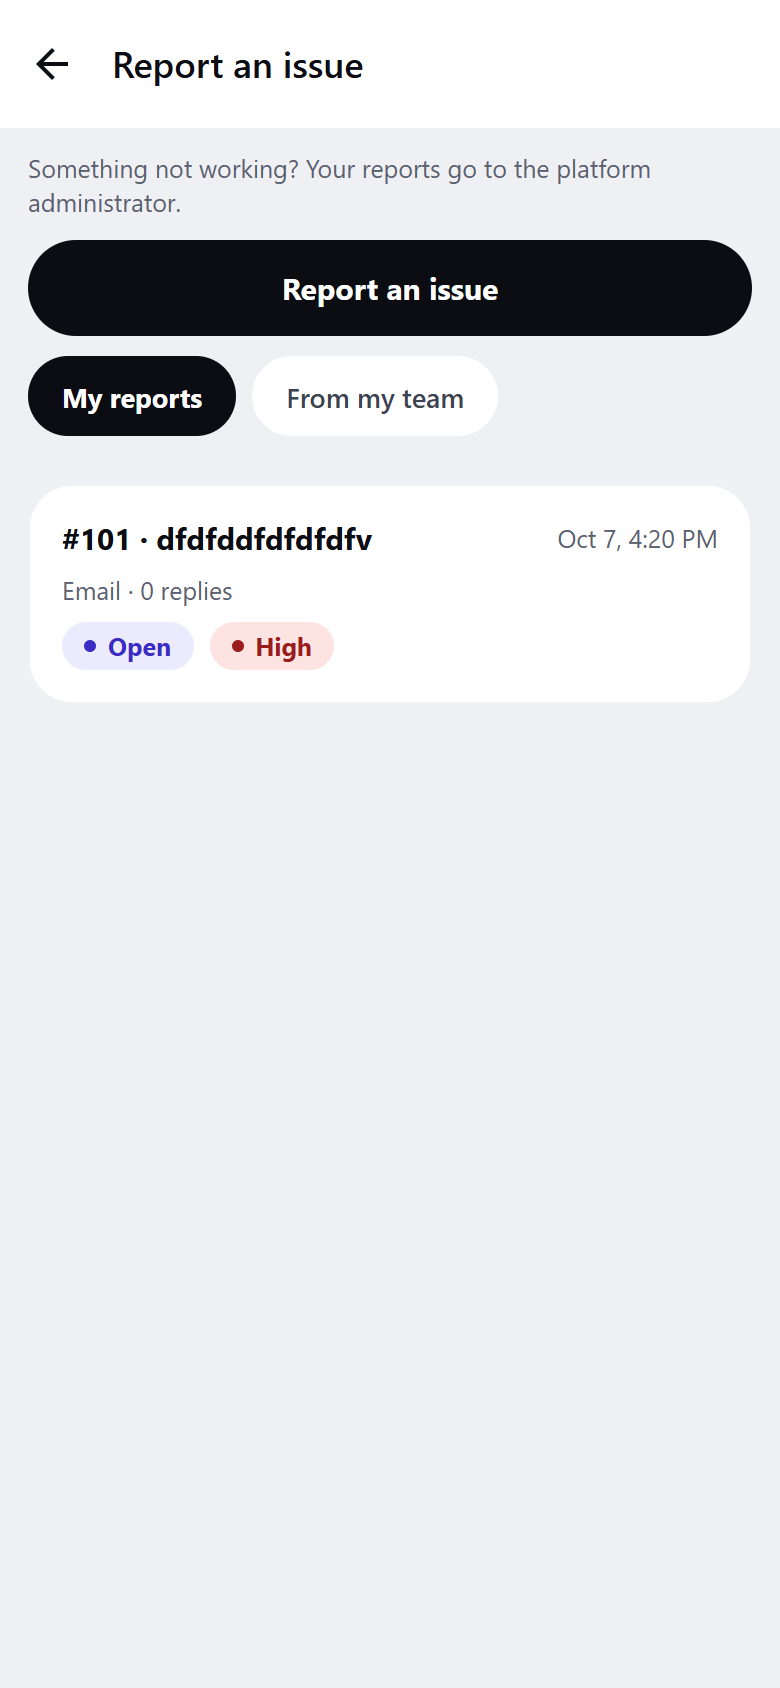 Report an issue
Something not working? Your reports go to the platform
administrator.
Report an issue
My reports
From my team
#101 · dfdfddfdfdfdfv
Oct 7, 4:20 PM
Email · 0 replies
Open
High